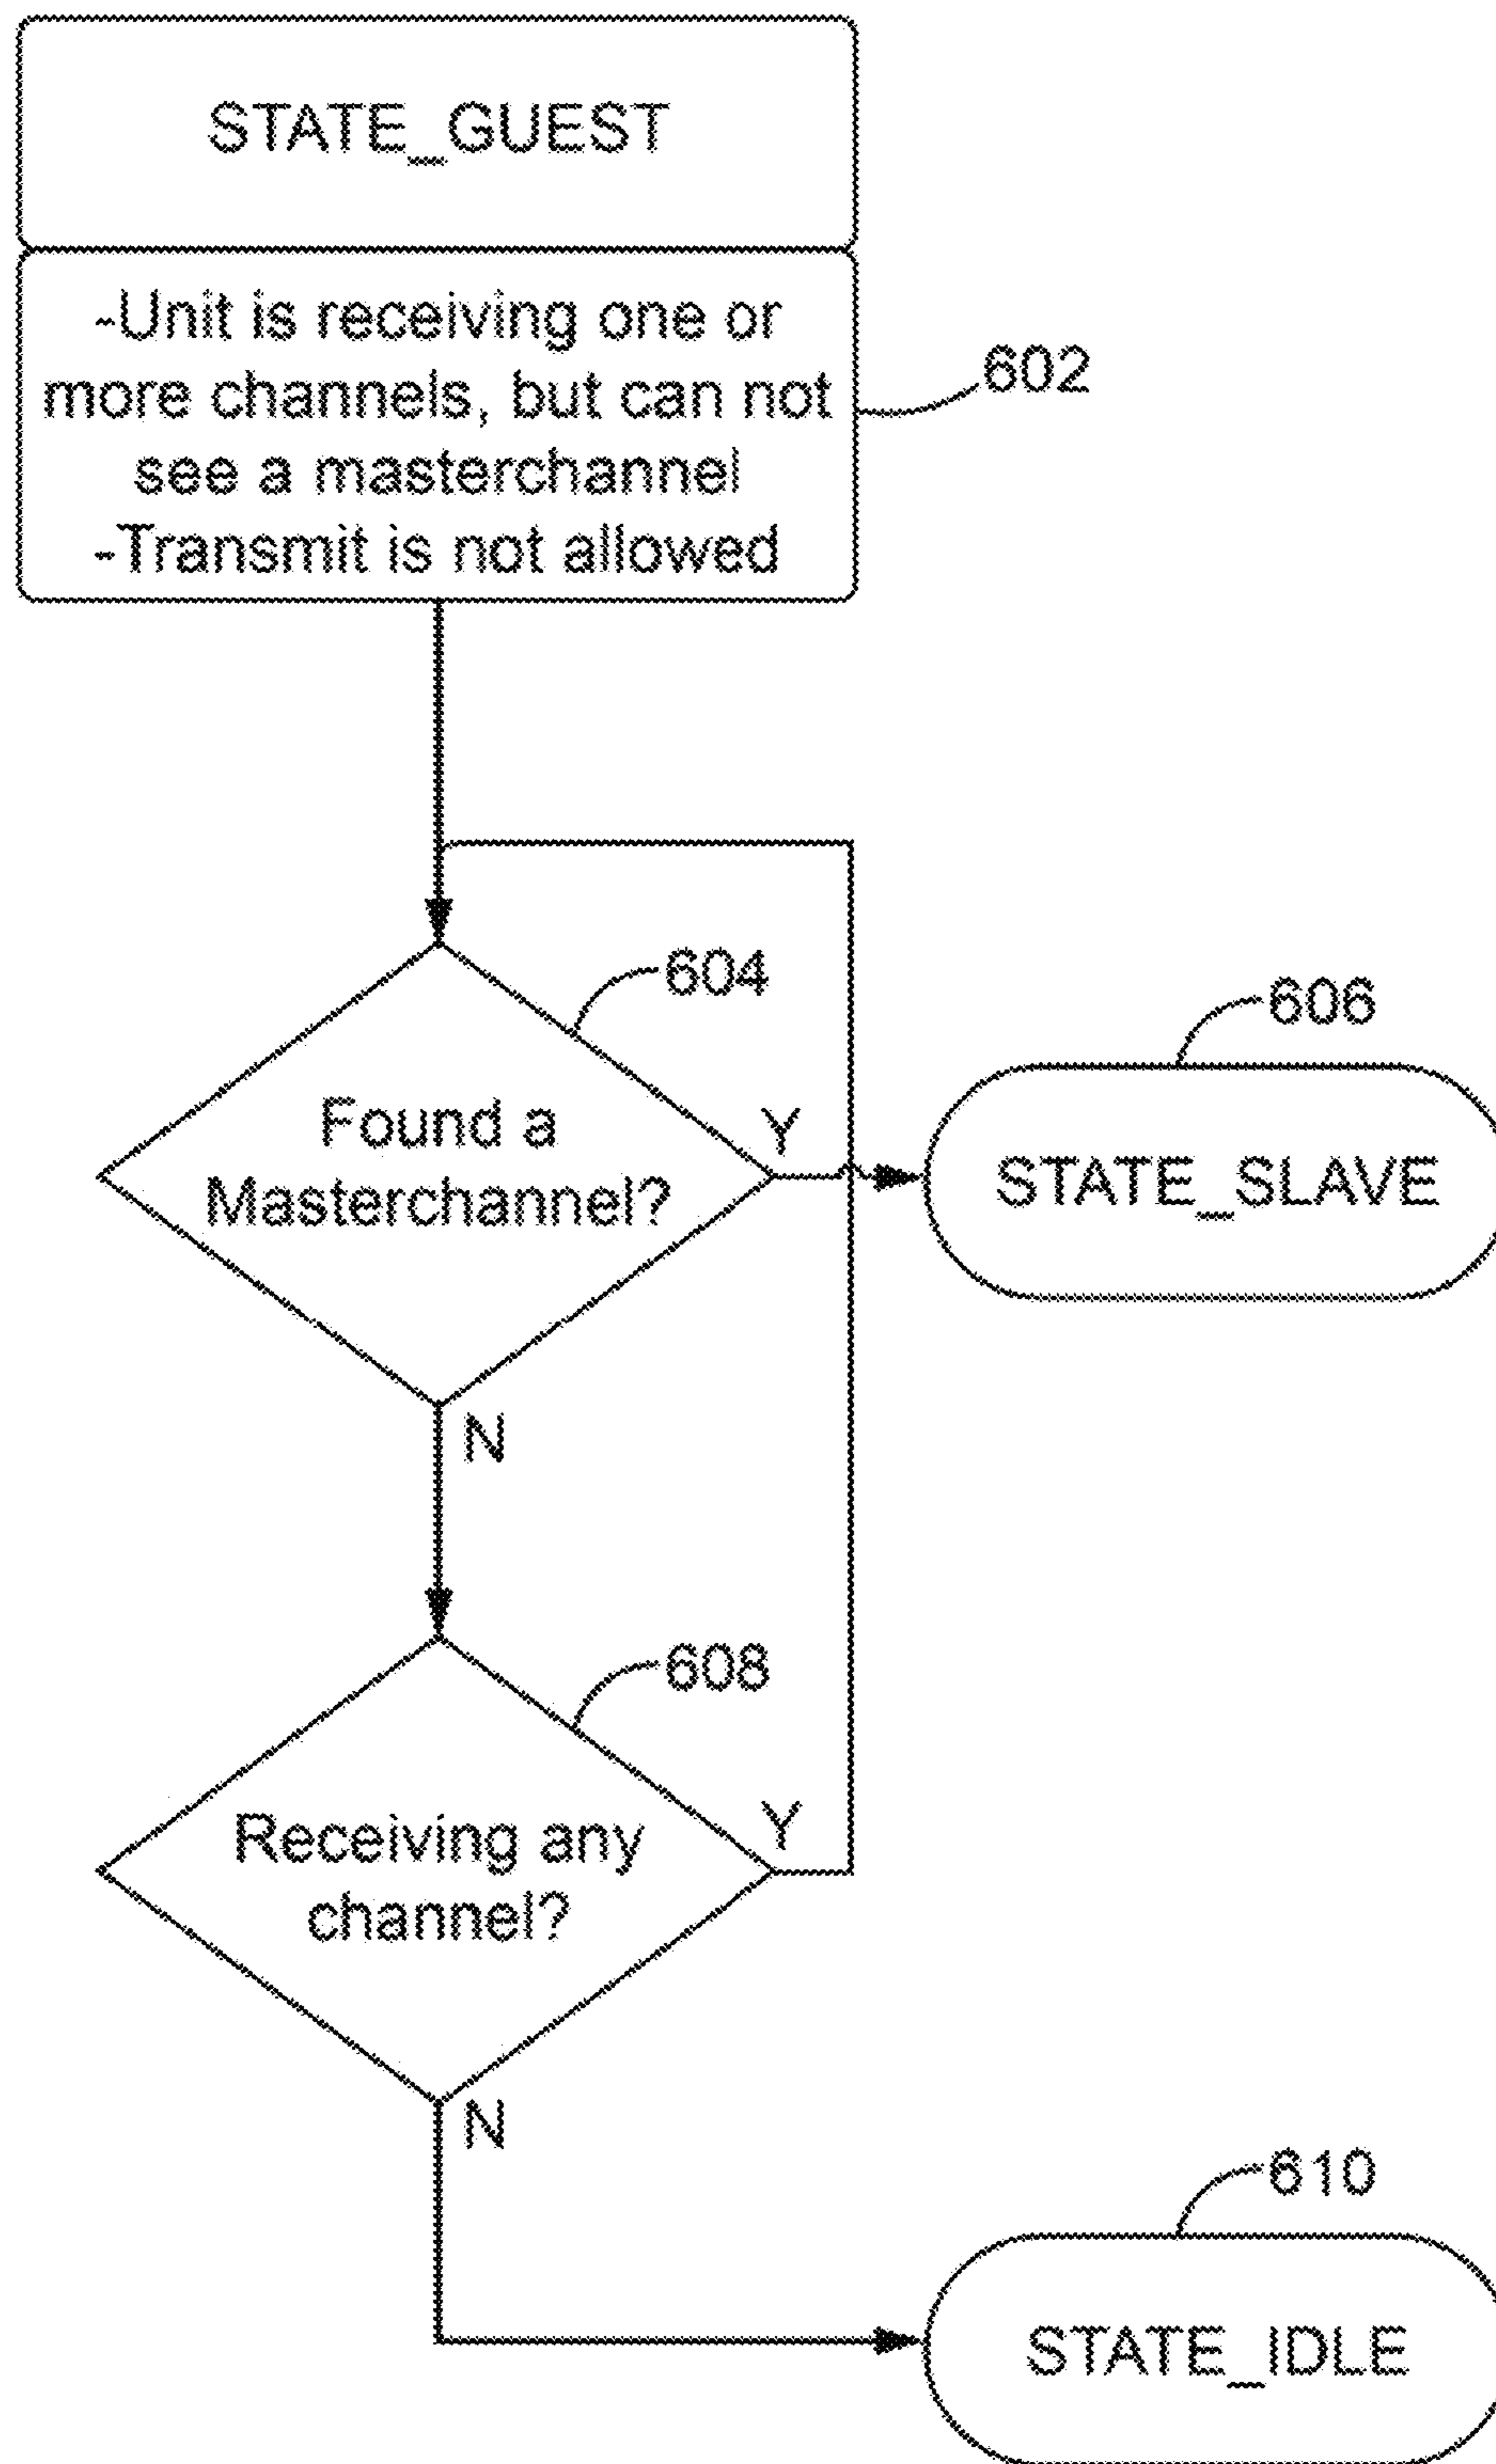 STATE_GUEST
-Unit is receiving one or
more channels, but can not
see a masterchannel
-Transmit is not allowed
602
604
Found a
Masterchannel?
Y
606
STATE_SLAVE
N
608
Receiving any
channel?
Y
N
610
STATE_IDLE